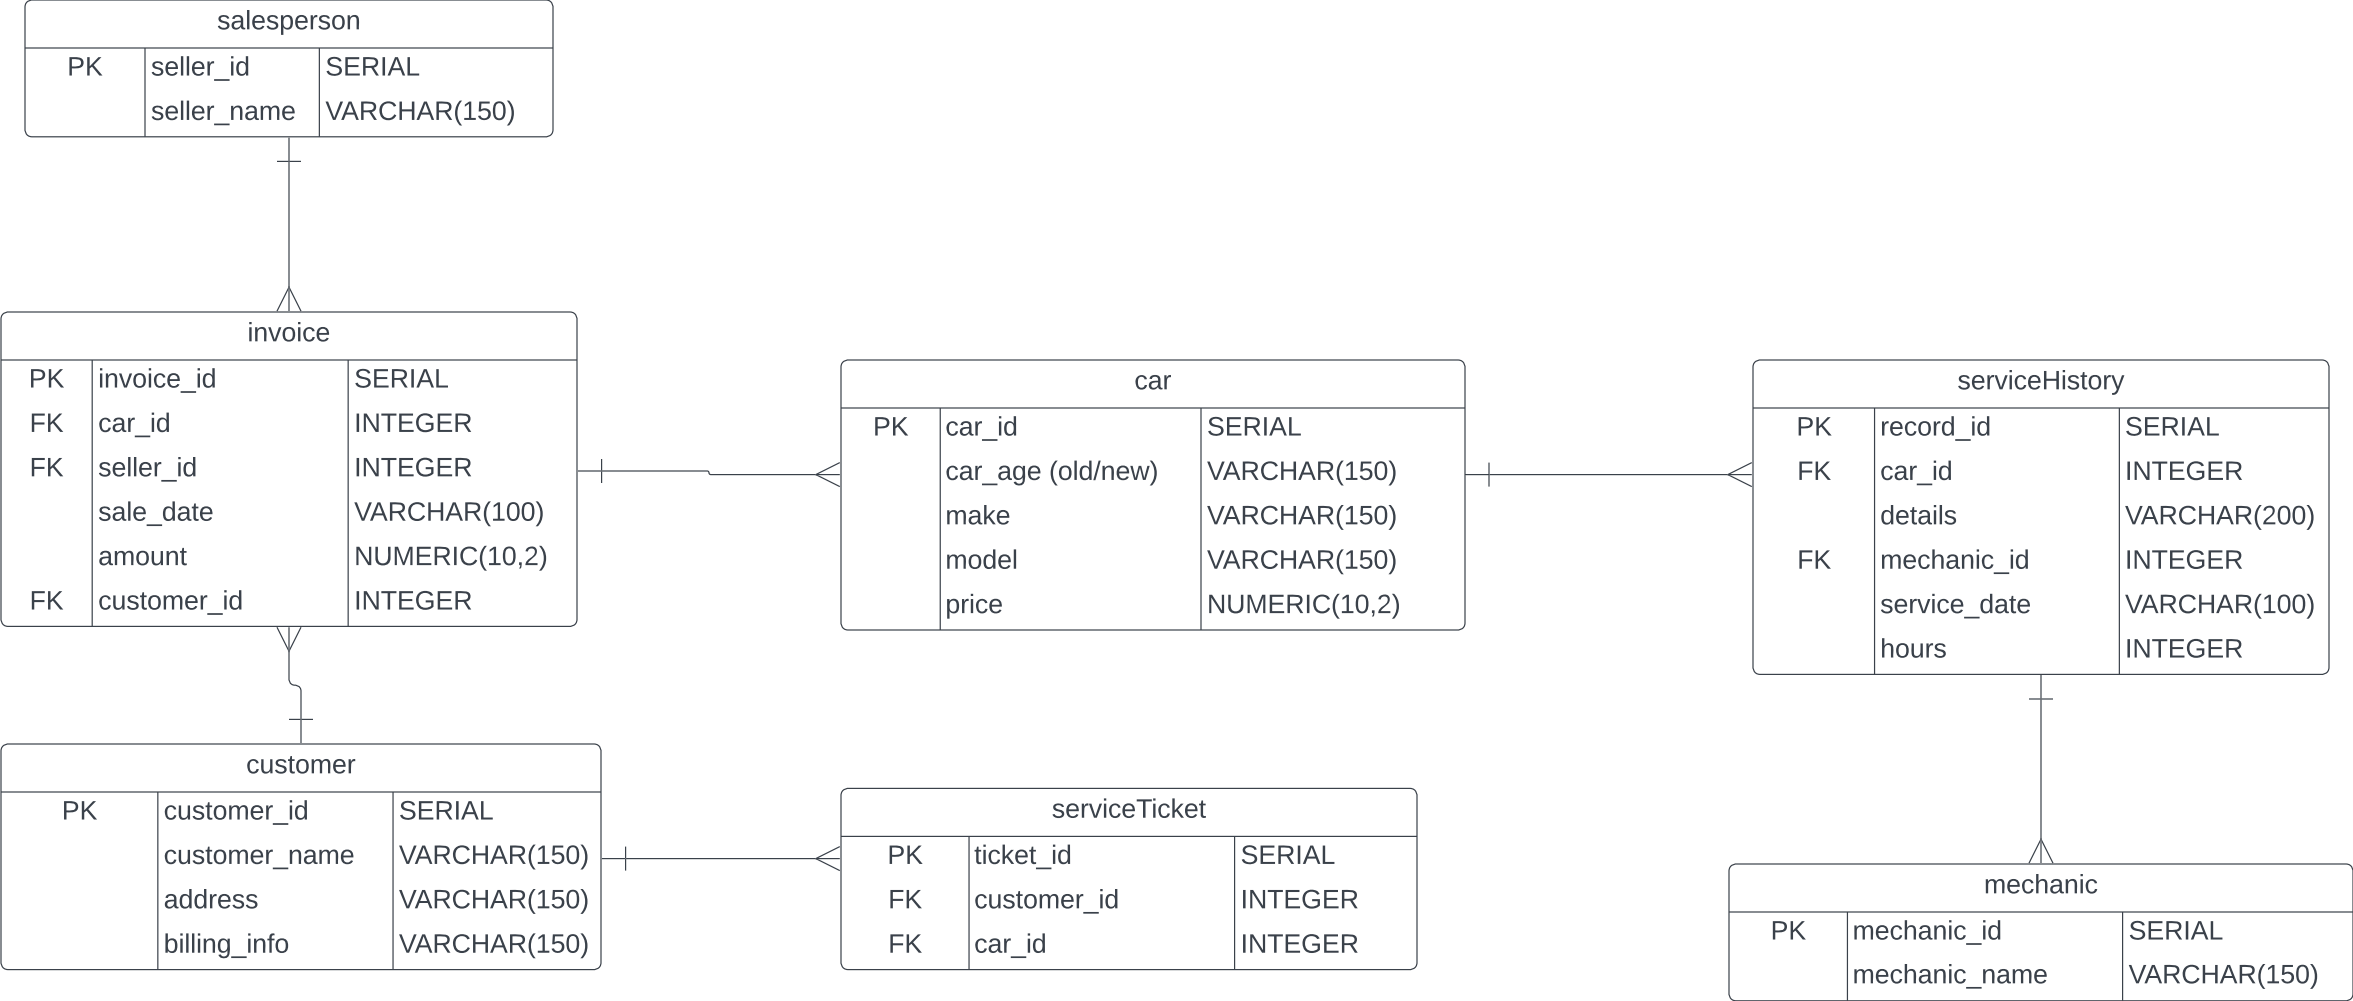 salesperson
PK seller_id SERIAL
seller_name VARCHAR(150)
invoice
PK invoice_id SERIAL
FK car_id INTEGER
FK seller_id INTEGER
sale_date VARCHAR(100)
amount NUMERIC(10,2)
FK customer_id INTEGER
car
PK car_id SERIAL
car_age (old/new) VARCHAR(150)
make VARCHAR(150)
model VARCHAR(150)
price NUMERIC(10,2)
serviceHistory
PK record_id SERIAL
FK car_id INTEGER
details VARCHAR(200)
FK mechanic_id INTEGER
service_date VARCHAR(100)
hours INTEGER
customer
PK customer_id SERIAL
customer_name VARCHAR(150)
address VARCHAR(150)
billing_info VARCHAR(150)
serviceTicket
PK ticket_id SERIAL
FK customer_id INTEGER
FK car_id INTEGER
mechanic
PK mechanic_id SERIAL
mechanic_name VARCHAR(150)